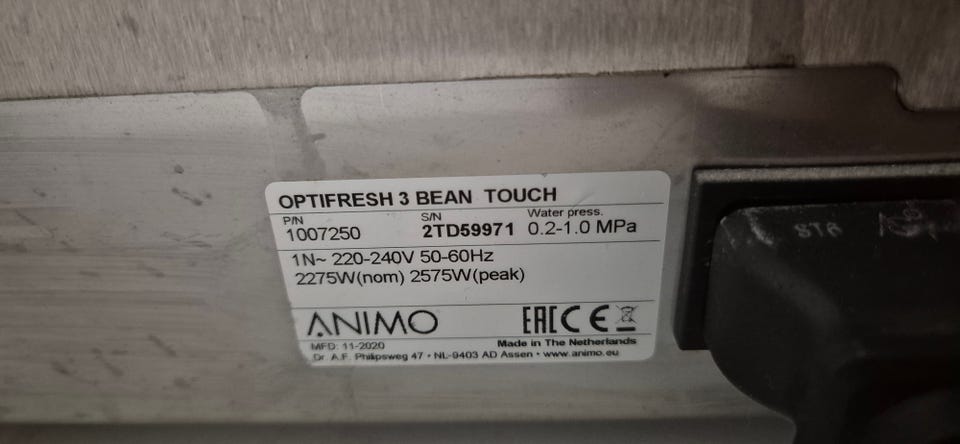 OPTIFRESH 3 BEAN TOUCH
P/N S/N Water press.
1007250 2TD59971 0.2-1.0 MPa
1N~ 220-240V 50-60Hz
2275W(nom) 2575W(peak)
ANIMO EAC CE
MFD: 11-2020 Made in The Netherlands
Dr. A.F. Philipsweg 47 • NL-9403 AD Assen • www.animo.eu